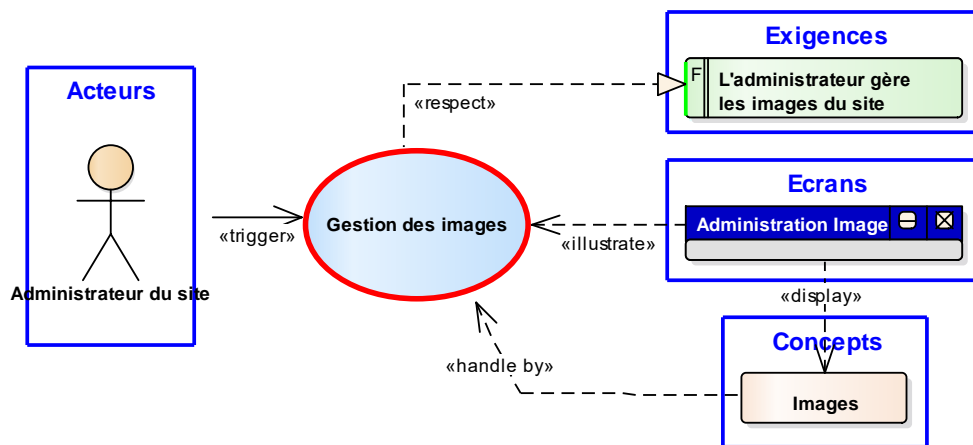 Exigences
F
L'administrateur gère
les images du site
Acteurs
«respect»
Ecrans
Administration Image
Gestion des images
«trigger»
«illustrate»
Administrateur du site
«display»
Concepts
«handle by»
Images